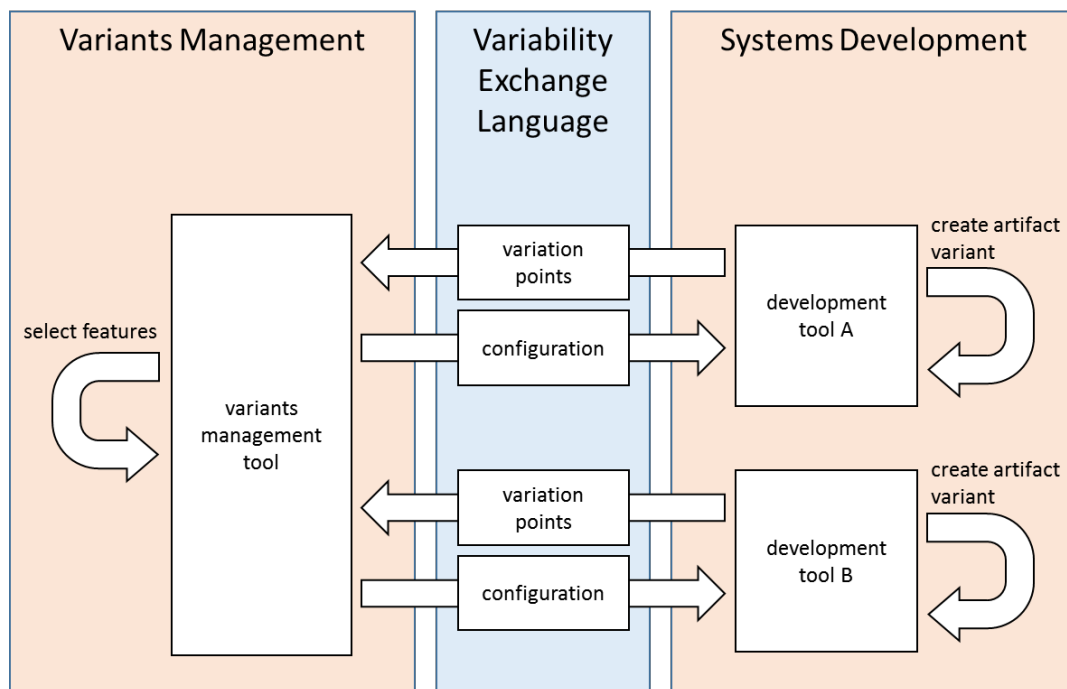 Variants Management
Variability
Exchange
Language
Systems Development
select features
variants
management
tool
variation
points
configuration
development
tool A
create artifact
variant
variation
points
configuration
development
tool B
create artifact
variant